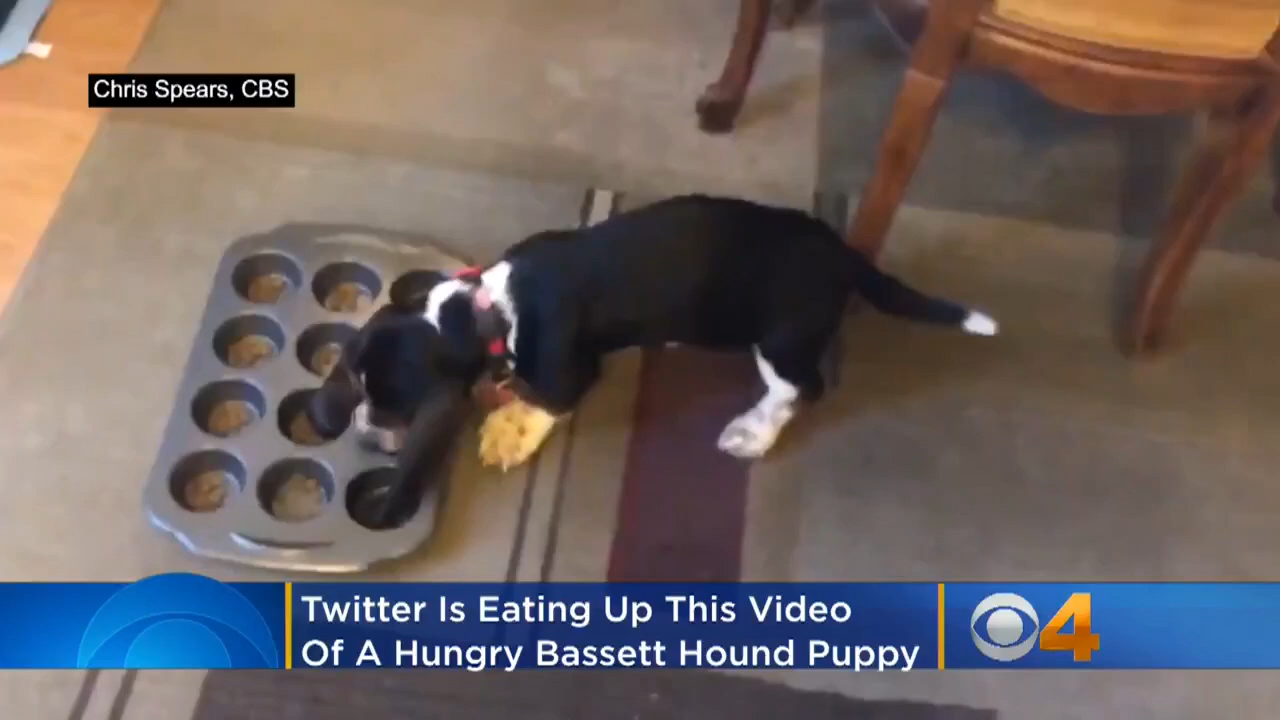 Chris Spears, CBS
Twitter Is Eating Up This Video
Of A Hungry Bassett Hound Puppy
4